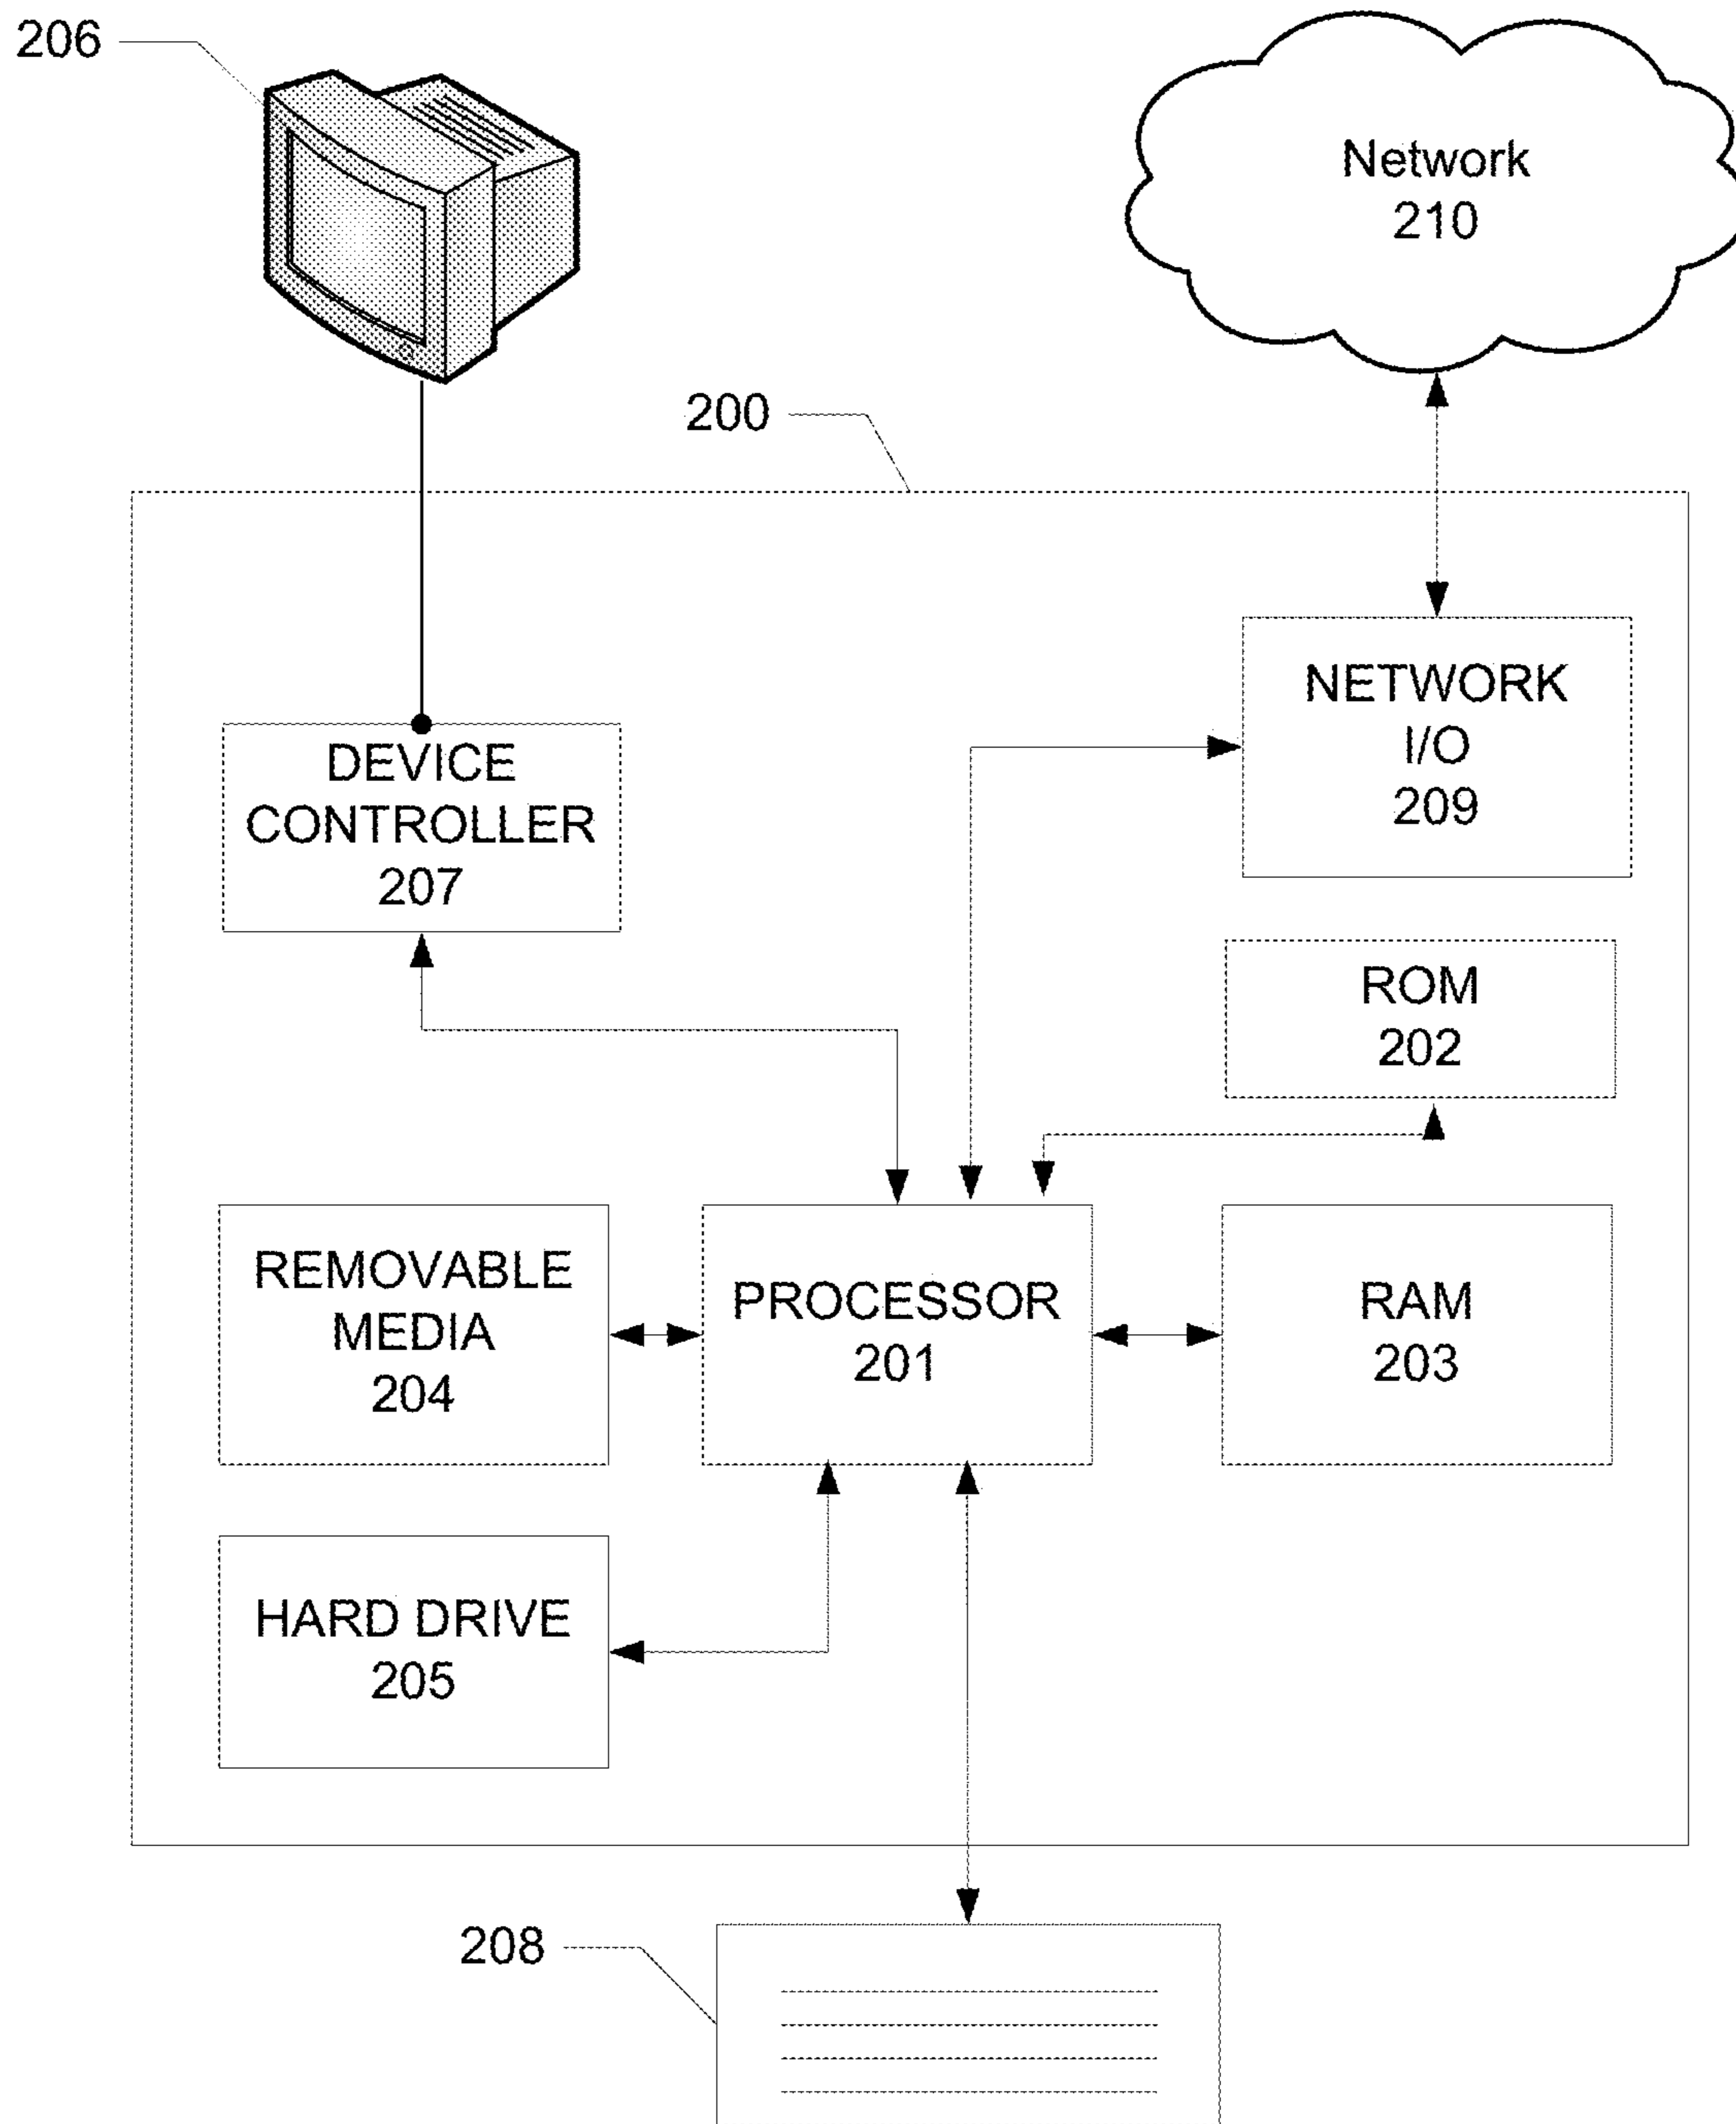 206
Network
210
200
NETWORK
I/O
209
DEVICE
CONTROLLER
207
ROM
202
REMOVABLE
MEDIA
204
PROCESSOR
201
RAM
203
HARD DRIVE
205
208